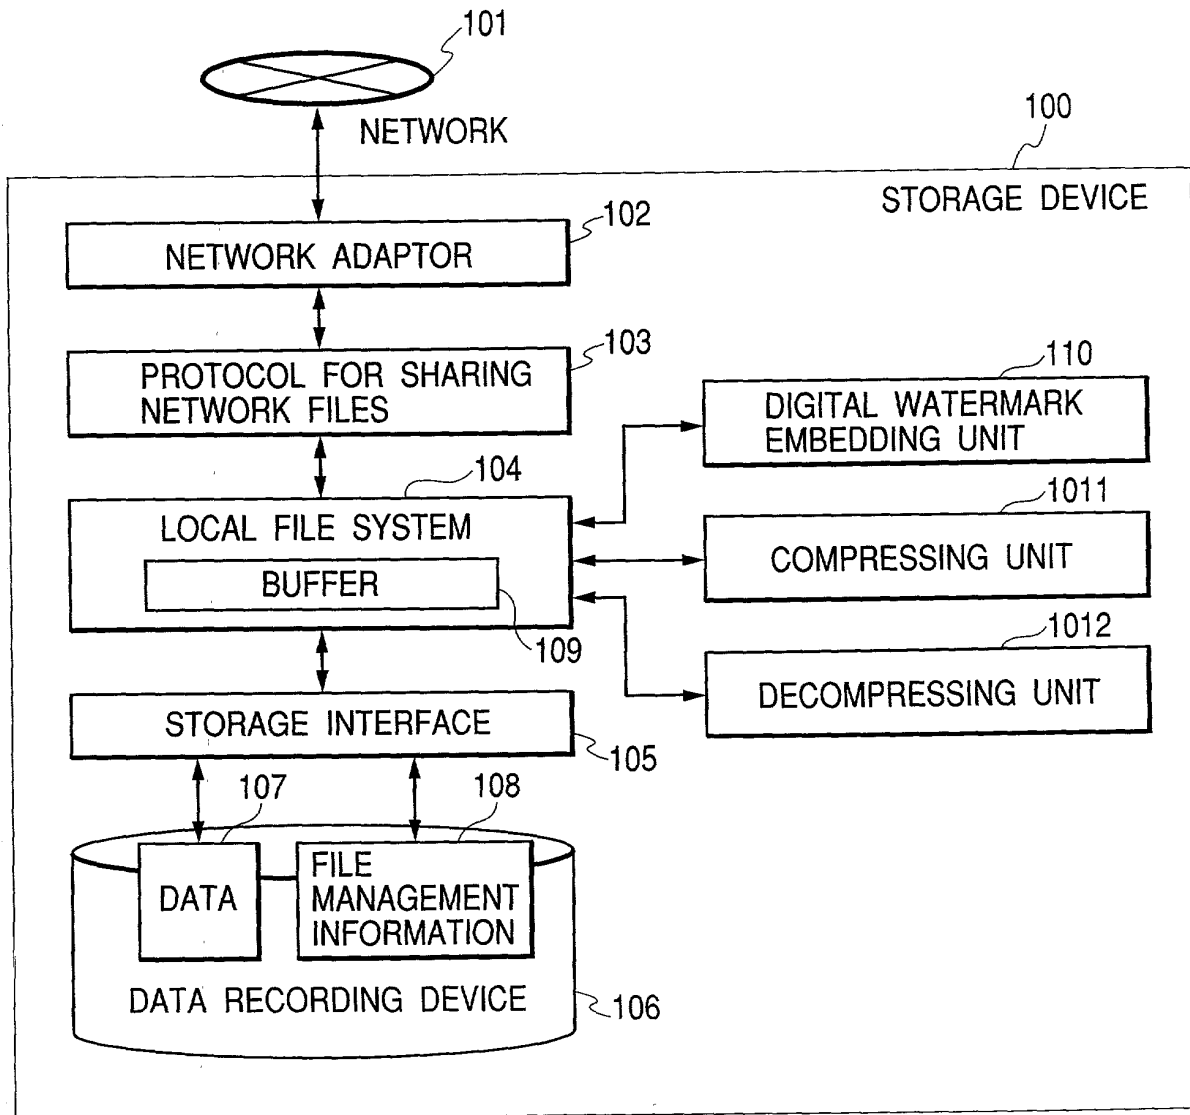 101
NETWORK
100
STORAGE DEVICE
102
NETWORK ADAPTOR
103
PROTOCOL FOR SHARING
NETWORK FILES
110
DIGITAL WATERMARK
EMBEDDING UNIT
104
LOCAL FILE SYSTEM
BUFFER
109
1011
COMPRESSING UNIT
1012
DECOMPRESSING UNIT
STORAGE INTERFACE
105
107
108
DATA
FILE
MANAGEMENT
INFORMATION
DATA RECORDING DEVICE
106